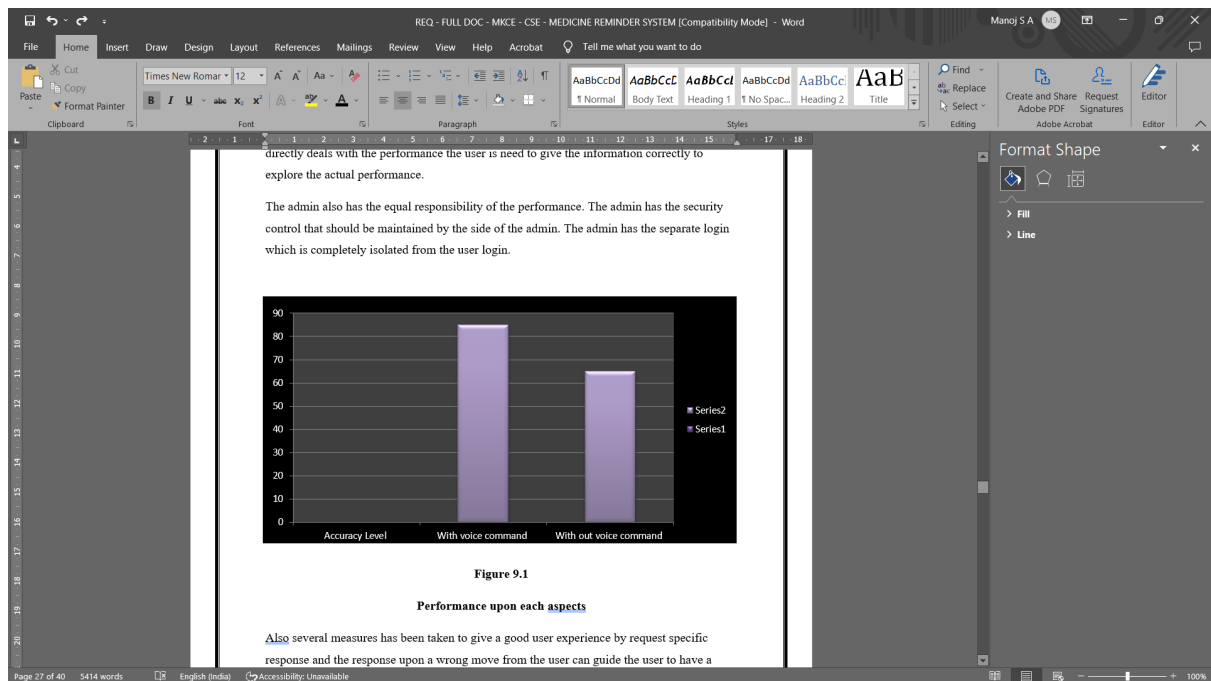 REQ - FULL DOC - MKCE - CSE - MEDICINE REMINDER SYSTEM [Compatibility Mode] - Word
Manoj S A
MS
File Home Insert Draw Design Layout References Mailings Review View Help Acrobat Tell me what you want to do
Paste
Cut
Copy
Format Painter
Clipboard
Times New Romar 12
Font
Paragraph
AaBbCcDd AaBbCcD AaBbCcI AaBbCcDd AaBbCc AaB
¶ Normal Body Text Heading 1 ¶ No Spac... Heading 2 Title
Styles
Find
Replace
Select
Editing
Create and Share Adobe PDF
Request Signatures
Adobe Acrobat
Editor
Editor
directly deals with the performance the user is need to give the information correctly to
explore the actual performance.
The admin also has the equal responsibility of the performance. The admin has the security
control that should be maintained by the side of the admin. The admin has the separate login
which is completely isolated from the user login.
90
80
70
60
50
40
30
20
10
0
Accuracy Level With voice command With out voice command
Series2
Series1
Figure 9.1
Performance upon each aspects
Also several measures has been taken to give a good user experience by request specific
response and the response upon a wrong move from the user can guide the user to have a
Format Shape
Fill
Line
Page 27 of 40 5414 words English (India) Accessibility: Unavailable 100%